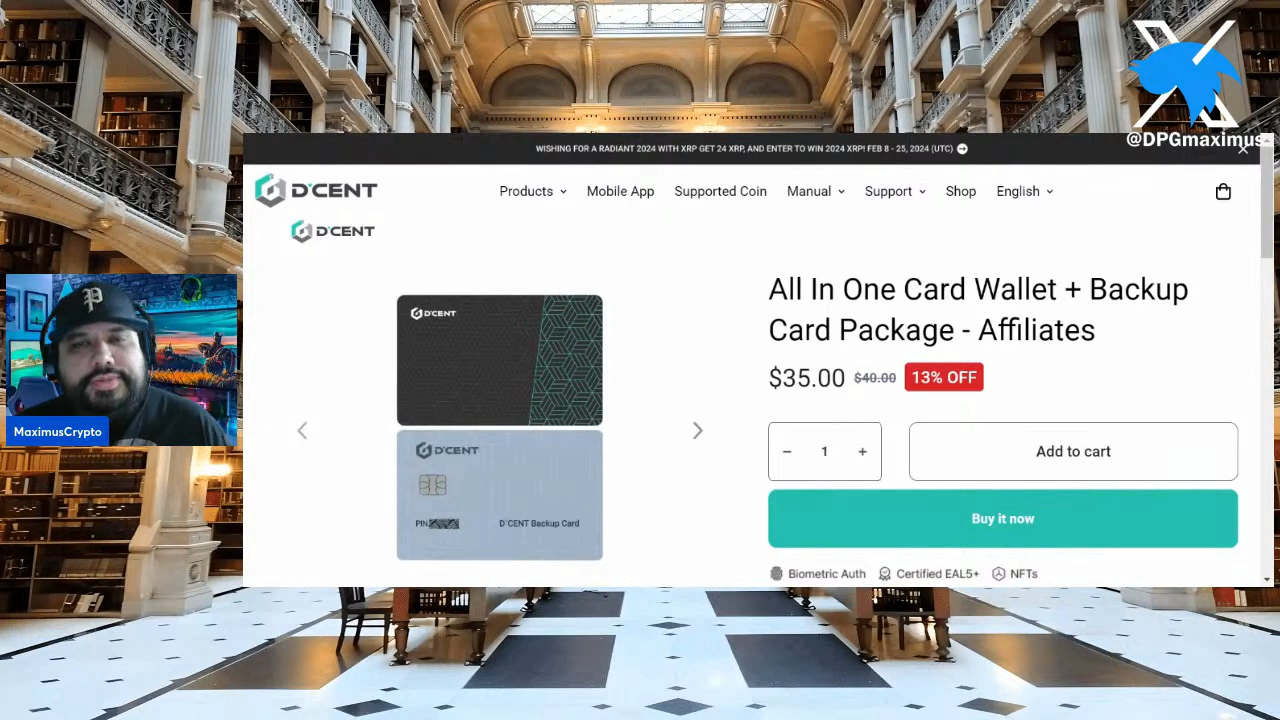 @DPGmaximus
WISHING FOR A RADIANT 2024 WITH XRP GET 24 XRP, AND ENTER TO WIN 2024 XRP! FEB 8 - 25, 2024 (UTC)
D'CENT
Products
Mobile App
Supported Coin
Manual
Support
Shop
English
D'CENT
All In One Card Wallet + Backup
Card Package - Affiliates
$35.00 $40.00 13% OFF
D'CENT
− 1 +
Add to cart
D'CENT
PIN
D'CENT Backup Card
Buy it now
Biometric Auth
Certified EAL5+
NFTs
P
MaximusCrypto